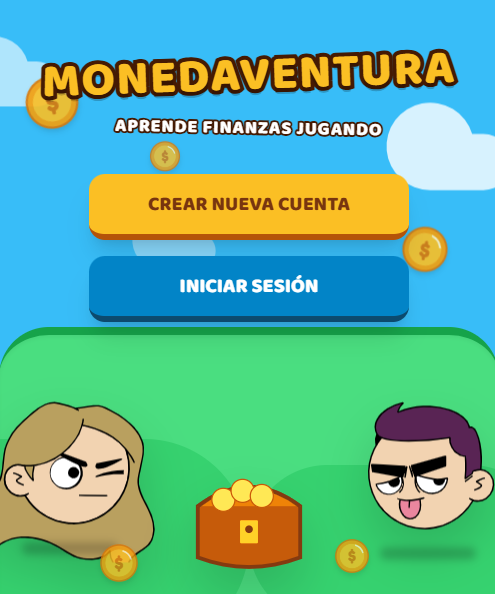 MONEDAVENTURA
APRENDE FINANZAS JUGANDO
$
$
CREAR NUEVA CUENTA
$
INICIAR SESIÓN
$
$